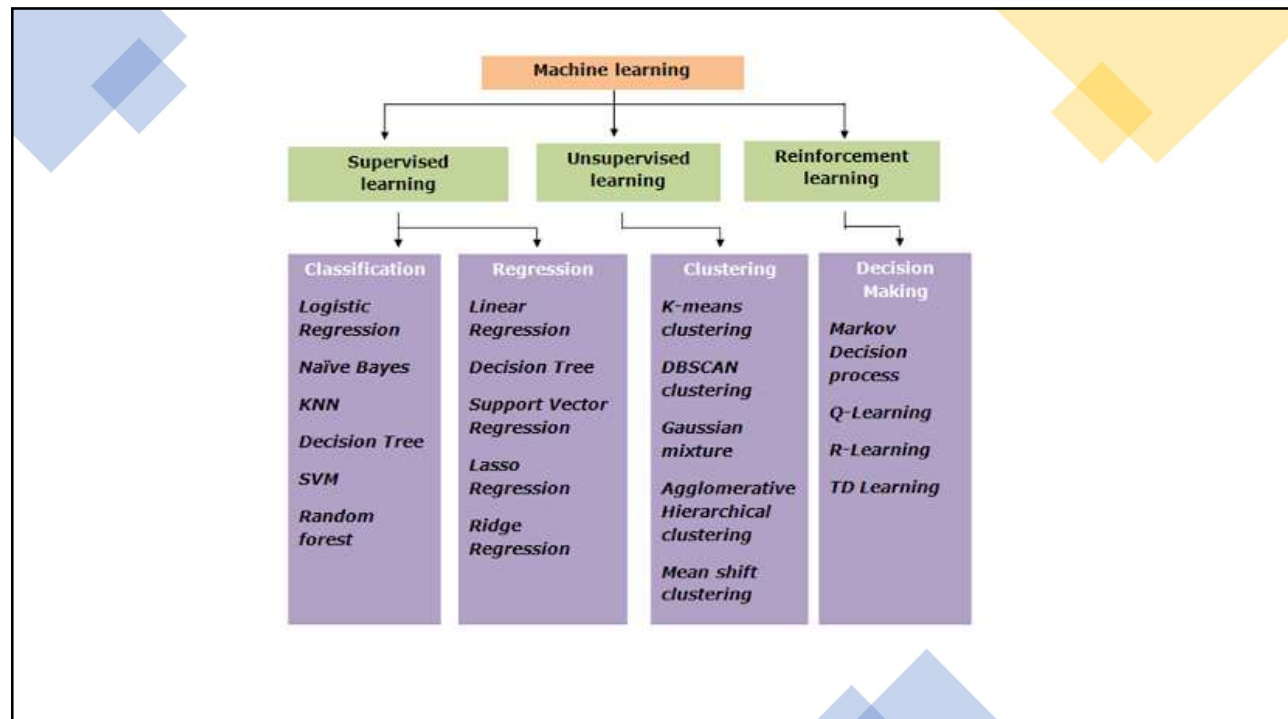 Machine learning
Supervised
learning
Unsupervised
learning
Reinforcement
learning
Classification
Logistic
Regression
Naïve Bayes
KNN
Decision Tree
SVM
Random
forest
Regression
Linear
Regression
Decision Tree
Support Vector
Regression
Lasso
Regression
Ridge
Regression
Clustering
K-means
clustering
DBSCAN
clustering
Gaussian
mixture
Agglomerative
Hierarchical
clustering
Mean shift
clustering
Decision
Making
Markov
Decision
process
Q-Learning
R-Learning
TD Learning